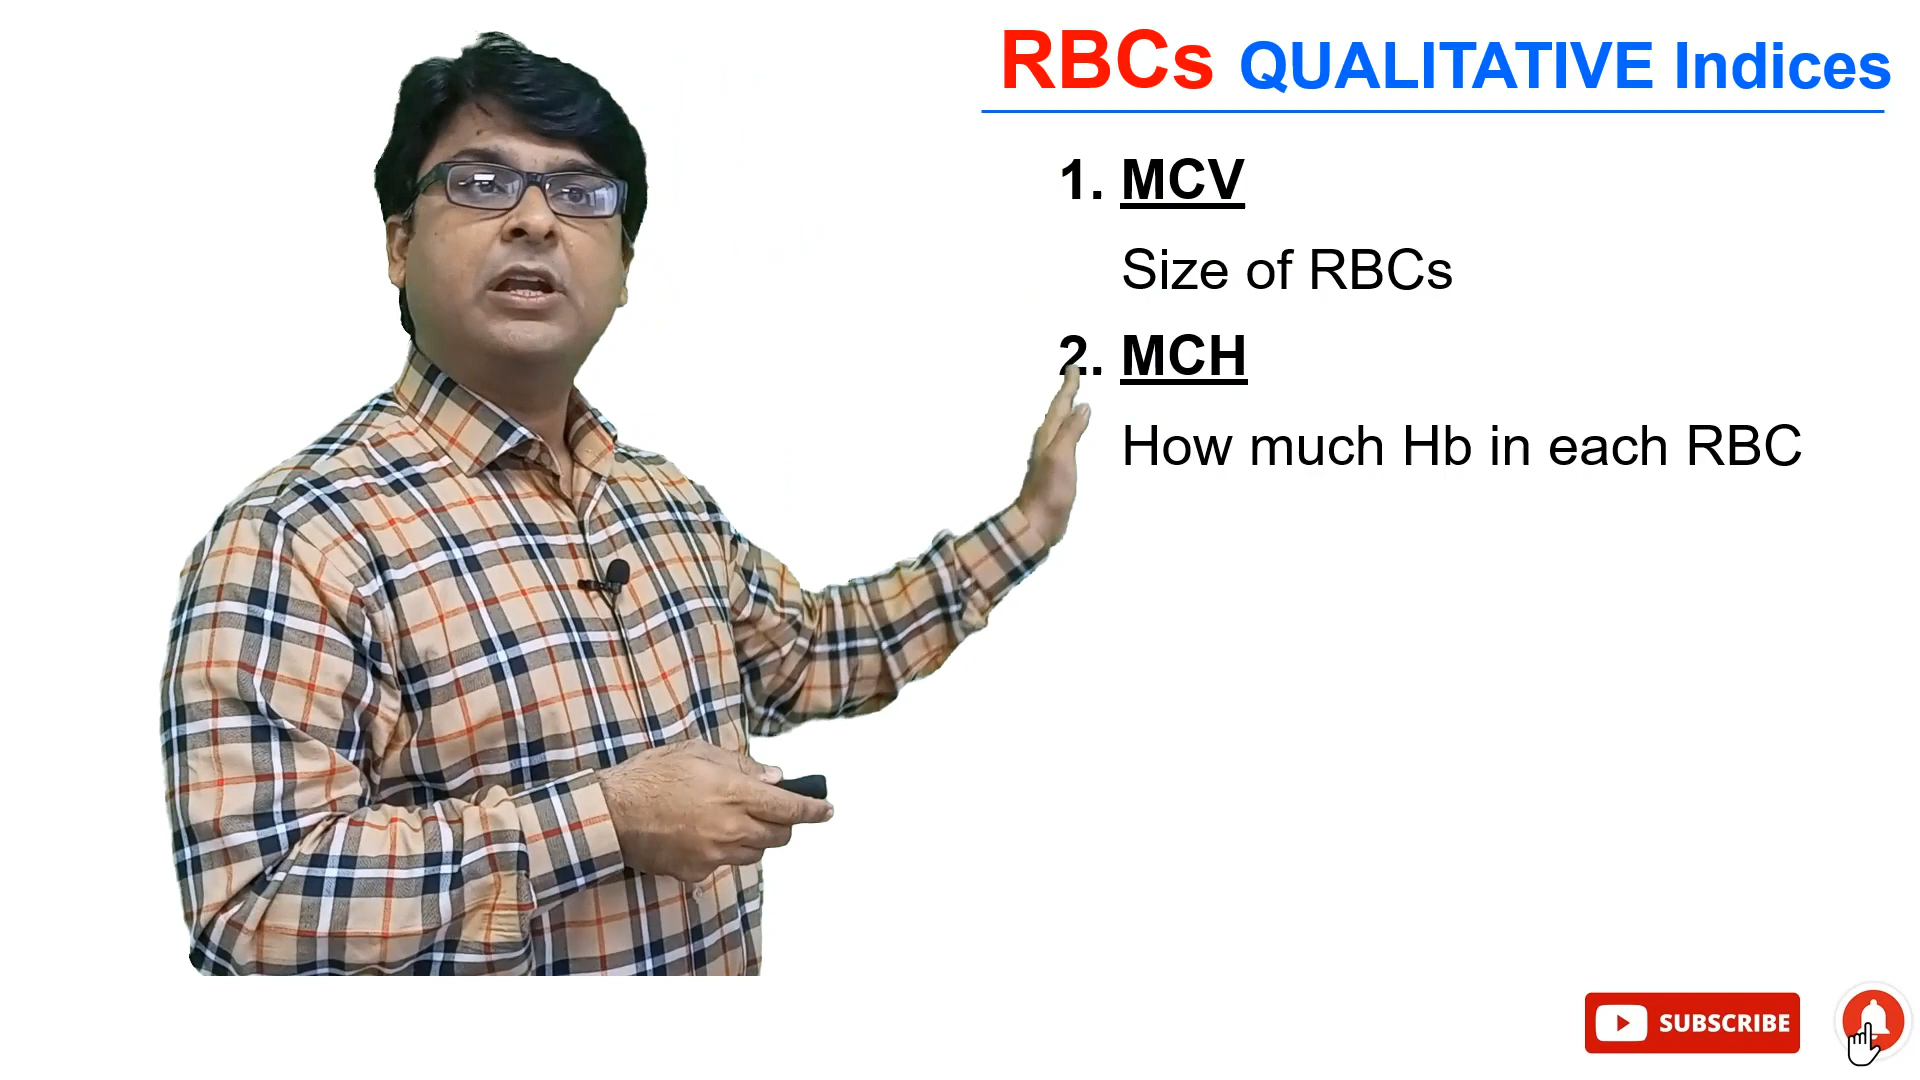 RBCs QUALITATIVE Indices
1. MCV
Size of RBCs
2. MCH
How much Hb in each RBC
SUBSCRIBE